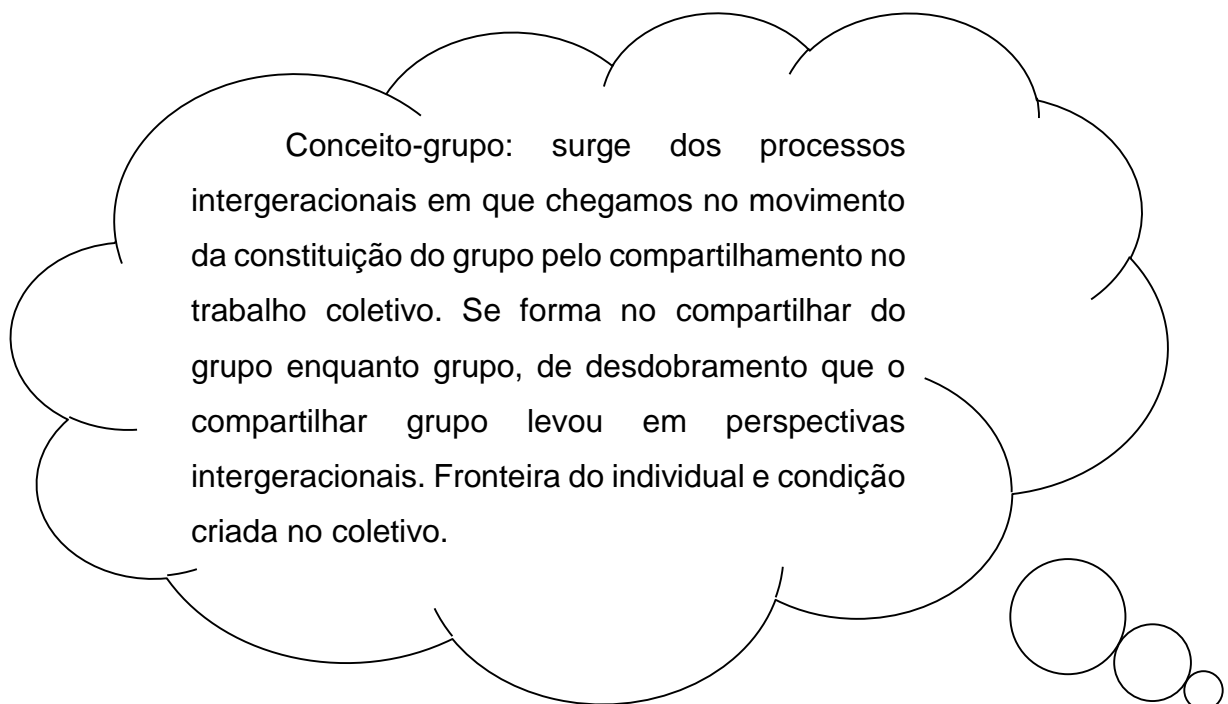 Conceito-grupo: surge dos processos
intergeracionais em que chegamos no movimento
da constituição do grupo pelo compartilhamento no
trabalho coletivo. Se forma no compartilhar do
grupo enquanto grupo, de desdobramento que o
compartilhar grupo levou em perspectivas
intergeracionais. Fronteira do individual e condição
criada no coletivo.